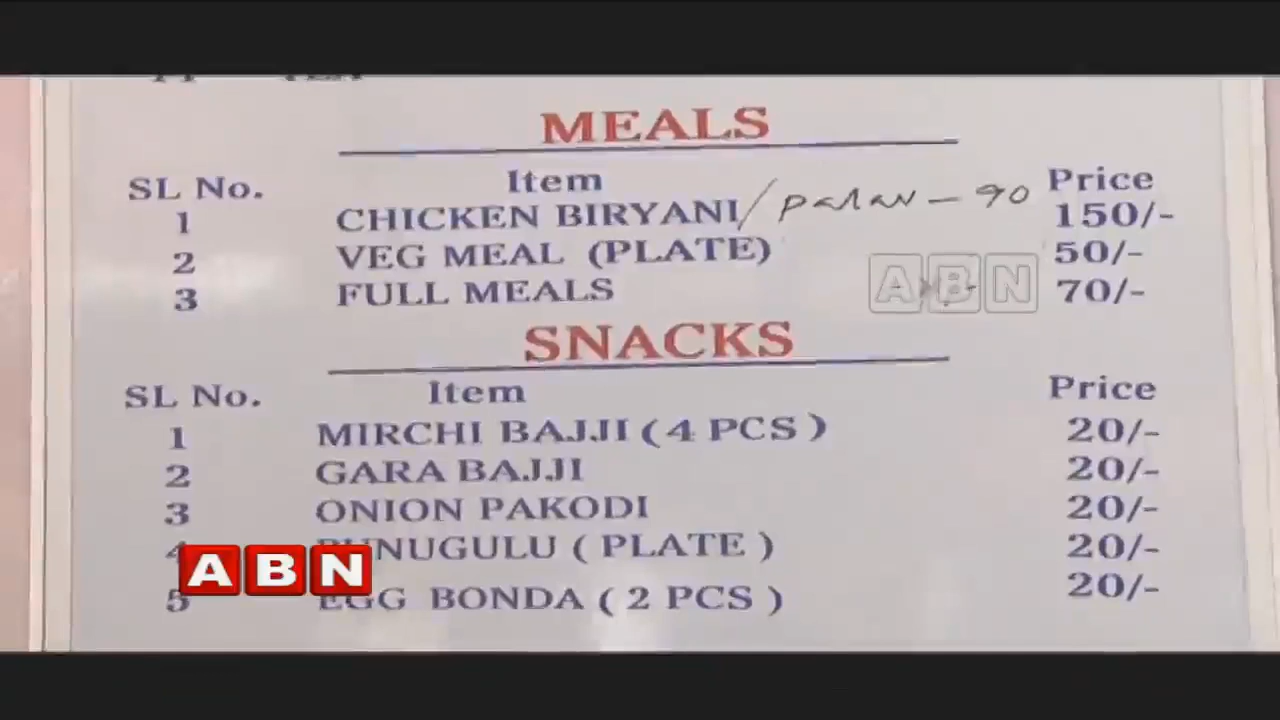 MEALS
SL No. Item Price
1 CHICKEN BIRYANI / Palav - 90 150/-
2 VEG MEAL (PLATE) 50/-
3 FULL MEALS 70/-
ABN
SNACKS
SL No. Item Price
1 MIRCHI BAJJI ( 4 PCS ) 20/-
2 GARA BAJJI 20/-
3 ONION PAKODI 20/-
4 PUNUGULU ( PLATE ) 20/-
ABN
5 EGG BONDA ( 2 PCS ) 20/-